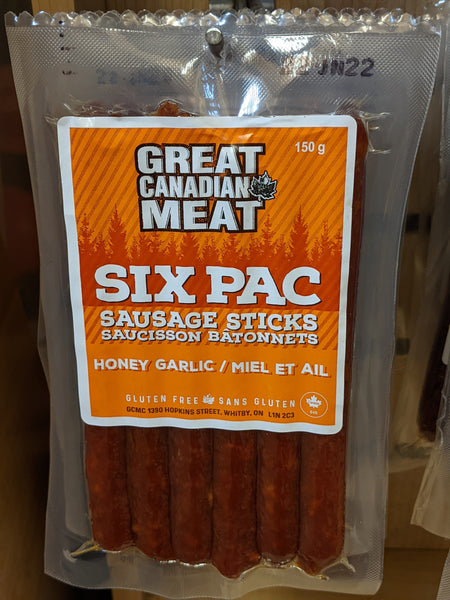 JN22
150 g
GREAT
CANADIAN
MEAT
SIX PAC
SAUSAGE STICKS
SAUCISSON BATONNETS
HONEY GARLIC / MIEL ET AIL
GLUTEN FREE SANS GLUTEN
GCMC 1390 HOPKINS STREET, WHITBY, ON L1N 2C3